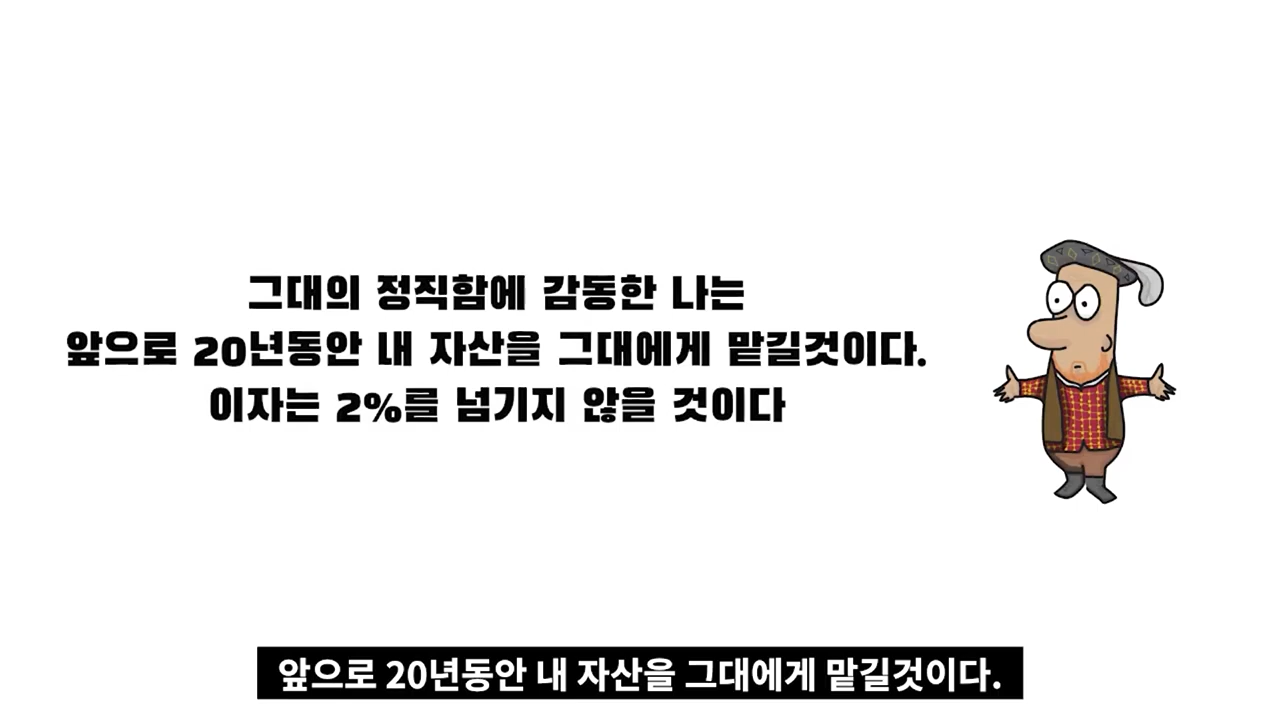 그대의 정직함에 감동한 나는
앞으로 20년동안 내 자산을 그대에게 맡길것이다.
이자는 2%를 넘기지 않을 것이다
앞으로 20년동안 내 자산을 그대에게 맡길것이다.